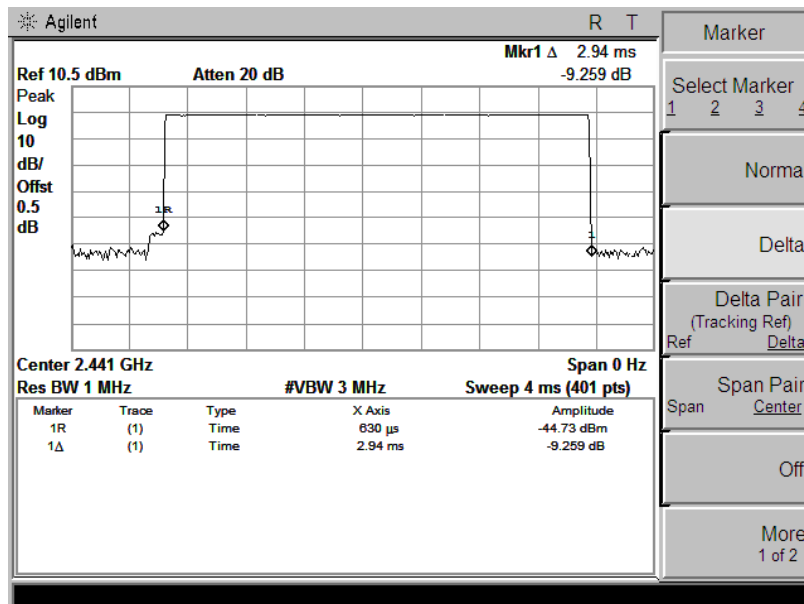 Agilent R T
Mkr1 Δ 2.94 ms
Ref 10.5 dBm Atten 20 dB -9.259 dB
Peak
Log
10
dB/
Offst
0.5
dB
1R
1
Center 2.441 GHz Span 0 Hz
Res BW 1 MHz #VBW 3 MHz Sweep 4 ms (401 pts)
Marker Trace Type X Axis Amplitude
1R (1) Time 630 µs -44.73 dBm
1Δ (1) Time 2.94 ms -9.259 dB
Marker
Select Marker
1 2 3 4
Norma
Delta
Delta Pair
(Tracking Ref)
Ref Delta
Span Pair
Span Center
Off
More
1 of 2